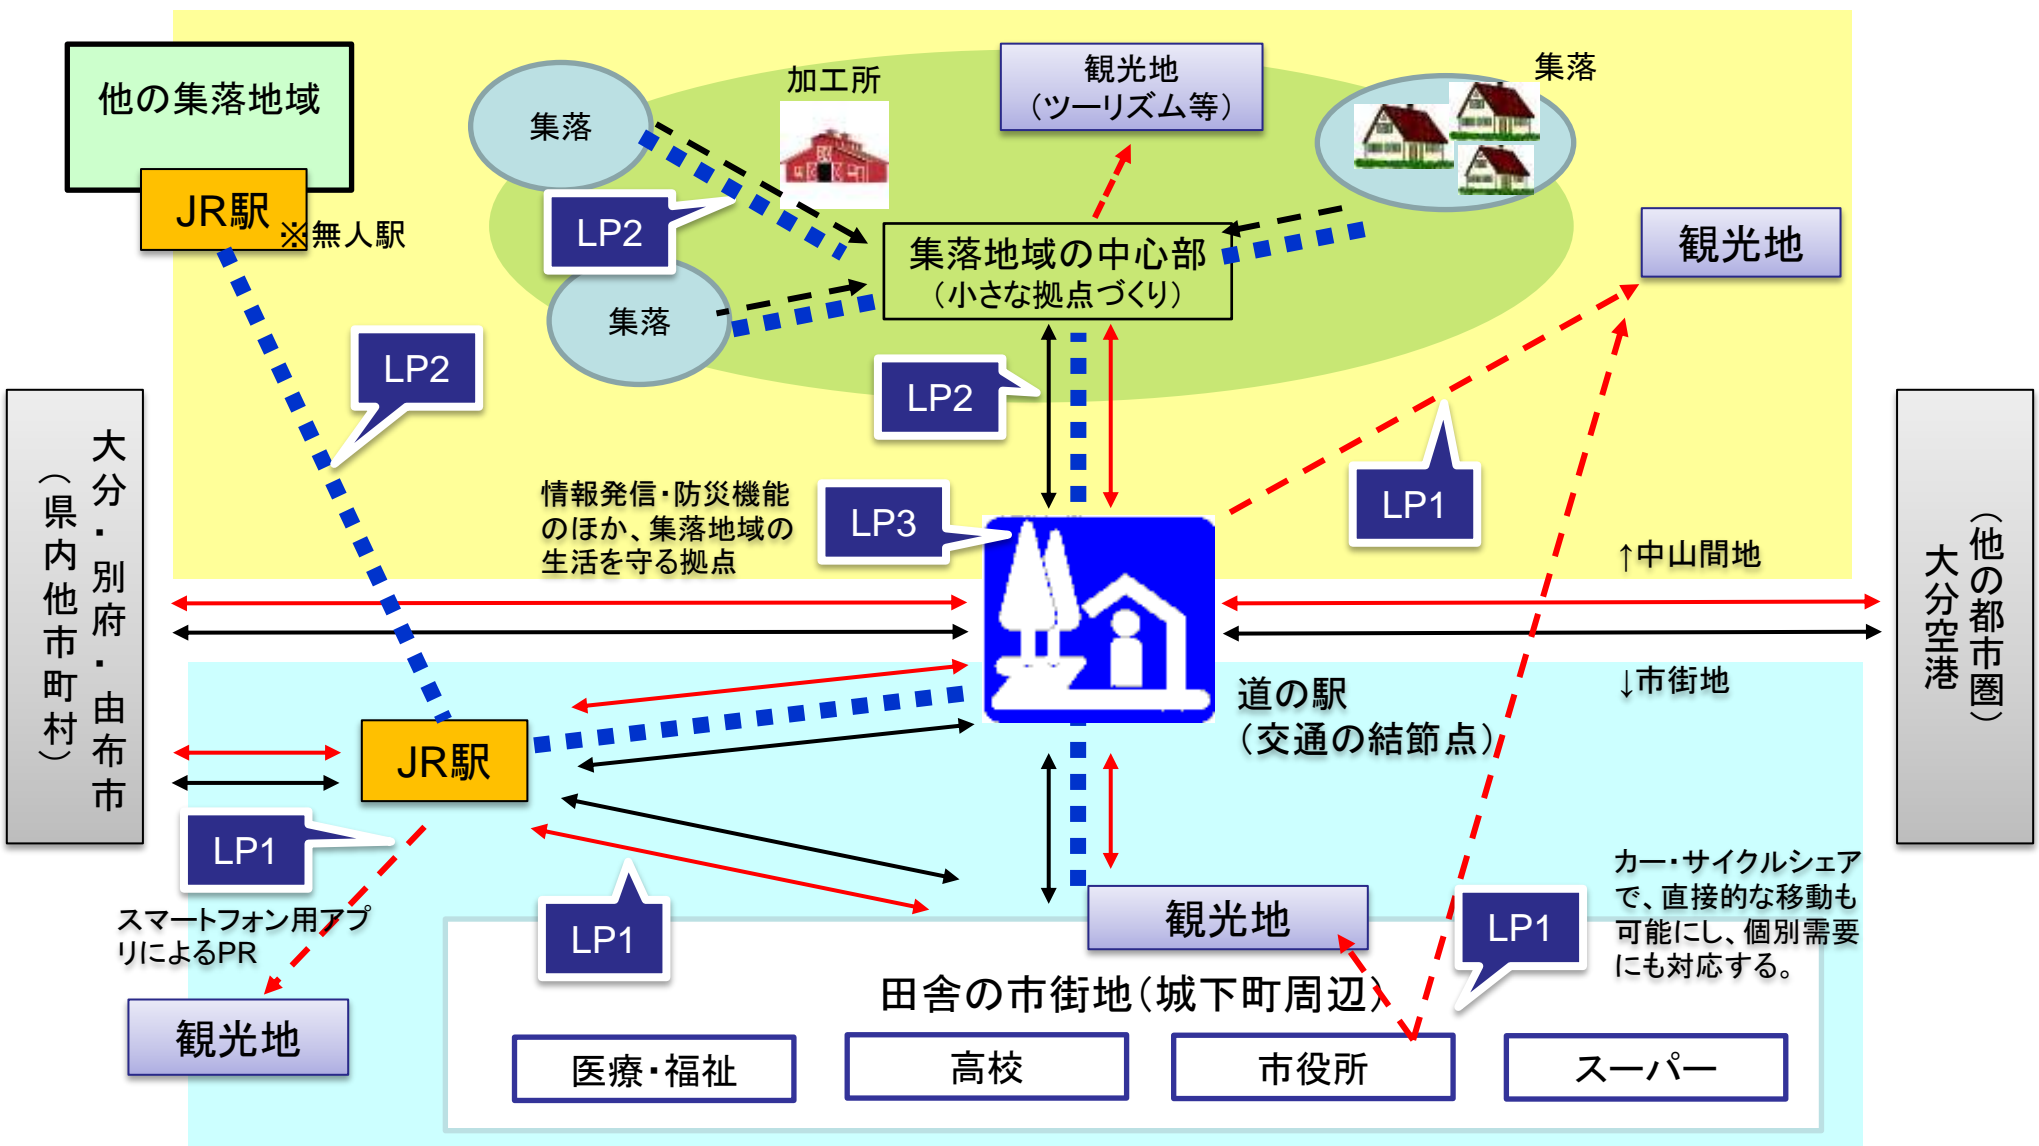 他の集落地域
JR駅
※無人駅
集落
加工所
観光地
（ツーリズム等）
集落
LP2
集落地域の中心部
（小さな拠点づくり）
集落
観光地
LP2
LP2
LP1
大分・別府・由布市
（県内他市町村）
情報発信・防災機能
のほか、集落地域の
生活を守る拠点
LP3
↑中山間地
（他の都市圏）
大分空港
↓市街地
道の駅
（交通の結節点）
JR駅
LP1
スマートフォン用アプ
リによるPR
観光地
LP1
観光地
LP1
カー・サイクルシェア
で、直接的な移動も
可能にし、個別需要
にも対応する。
田舎の市街地（城下町周辺）
医療・福祉
高校
市役所
スーパー